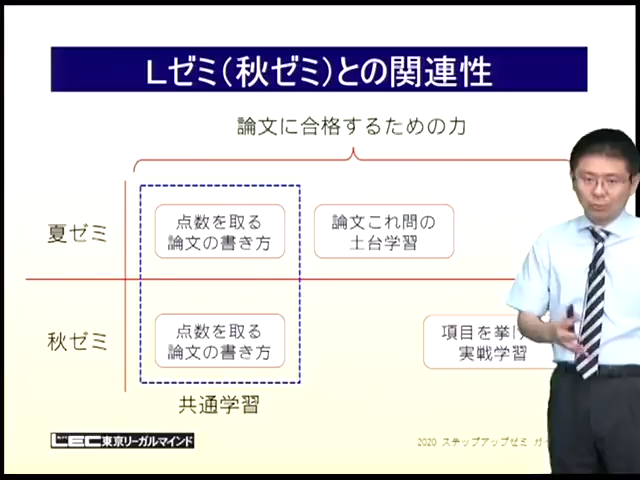 Lゼミ(秋ゼミ)との関連性
論文に合格するための力
夏ゼミ
点数を取る
論文の書き方
論文これ問の
土台学習
秋ゼミ
点数を取る
論文の書き方
項目を挙げ
実戦学習
共通学習
LEC東京リーガルマインド
2020 ステップアップゼミ ガイ